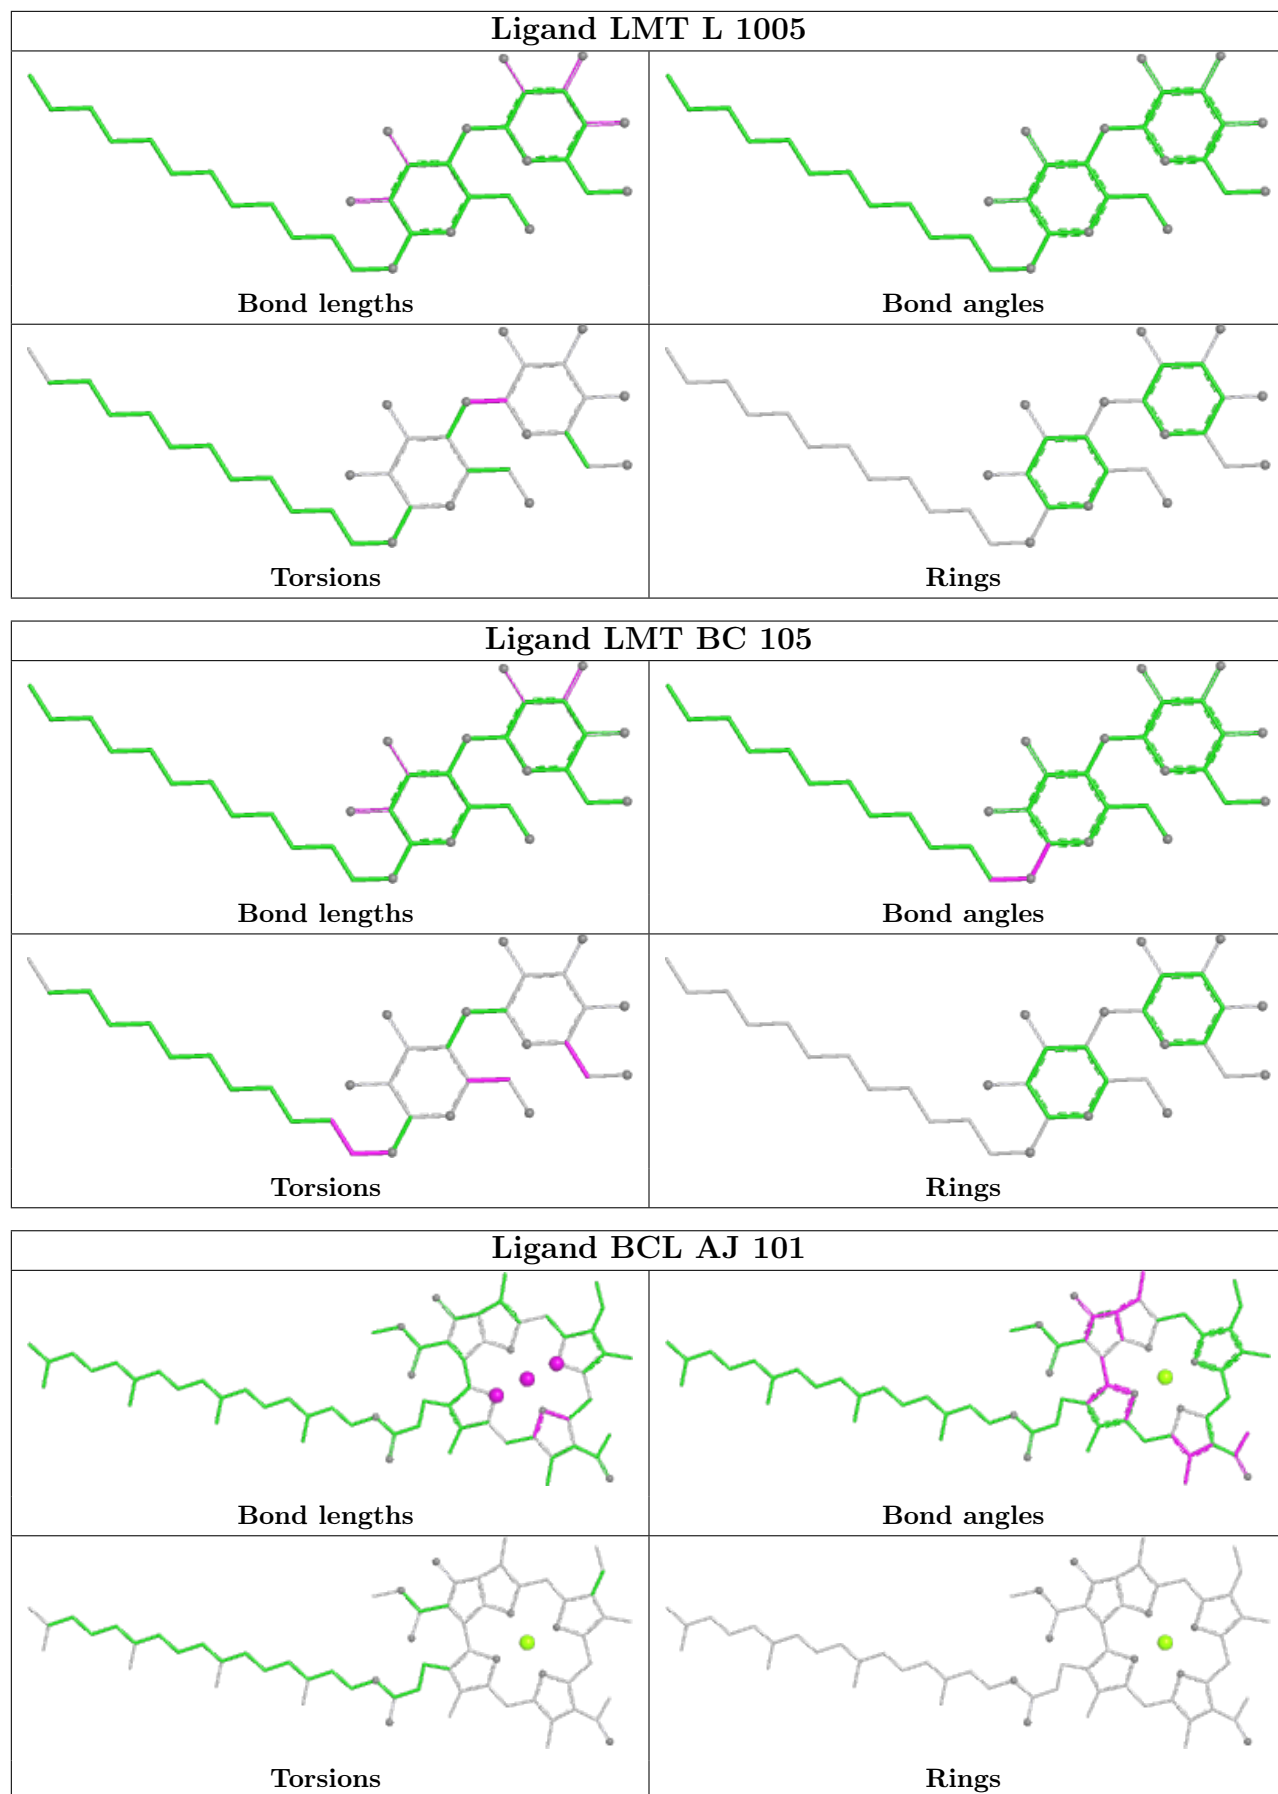 Ligand LMT L 1005
Bond lengths
Bond angles
Torsions
Rings
Ligand LMT BC 105
Bond lengths
Bond angles
Torsions
Rings
Ligand BCL AJ 101
Bond lengths
Bond angles
Torsions
Rings